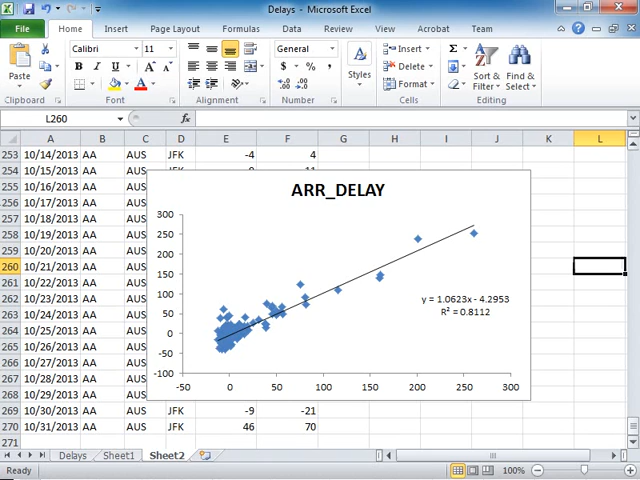 Delays - Microsoft Excel
File Home Insert Page Layout Formulas Data Review View Acrobat Team
Paste Calibri 11 General Styles Insert Delete Format Sort & Filter Find & Select
Clipboard Font Alignment Number Cells Editing
L260 fx
A B C D E F G H I J K L
253 10/14/2013 AA AUS JFK -4 4
254 10/15/2013 AA AUS JFK
255 10/16/2013 AA AUS
256 10/17/2013 AA AUS
257 10/18/2013 AA AUS
258 10/19/2013 AA AUS
259 10/20/2013 AA AUS
260 10/21/2013 AA AUS
261 10/22/2013 AA AUS
262 10/23/2013 AA AUS
263 10/24/2013 AA AUS
264 10/25/2013 AA AUS
265 10/26/2013 AA AUS
266 10/27/2013 AA AUS
267 10/28/2013 AA AUS
268 10/29/2013 AA AUS
269 10/30/2013 AA AUS JFK -9 -21
270 10/31/2013 AA AUS JFK 46 70
271
ARR_DELAY
300
250
200
150
100
50
0
-50
-100
-50 0 50 100 150 200 250 300
y = 1.0623x - 4.2953
R² = 0.8112
Delays Sheet1 Sheet2
Ready 100%